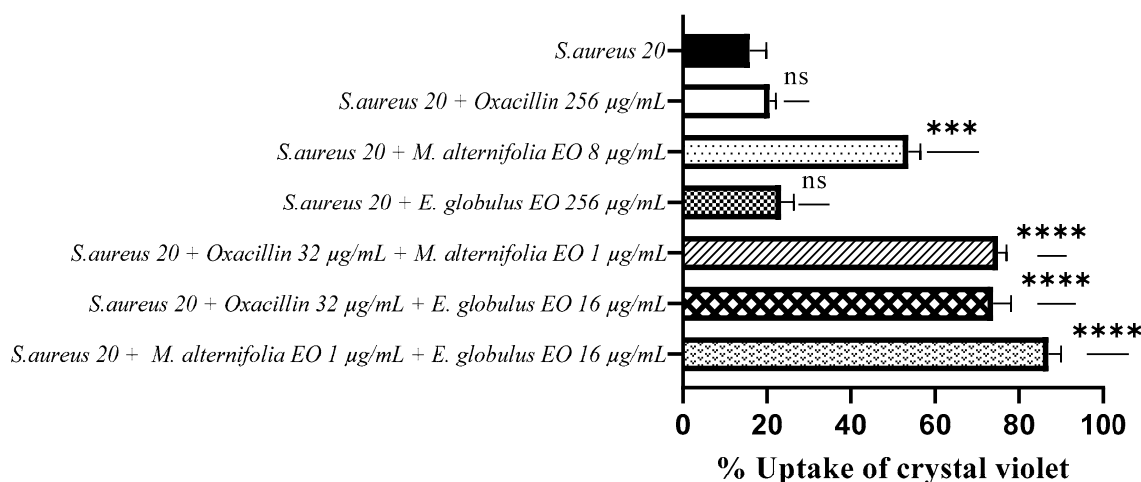 S.aureus 20
ns
S.aureus 20 + Oxacillin 256 µg/mL
***
S.aureus 20 + M. alternifolia EO 8 µg/mL
ns
S.aureus 20 + E. globulus EO 256 µg/mL
****
S.aureus 20 + Oxacillin 32 µg/mL + M. alternifolia EO 1 µg/mL
****
S.aureus 20 + Oxacillin 32 µg/mL + E. globulus EO 16 µg/mL
****
S.aureus 20 + M. alternifolia EO 1 µg/mL + E. globulus EO 16 µg/mL
0 20 40 60 80 100
% Uptake of crystal violet